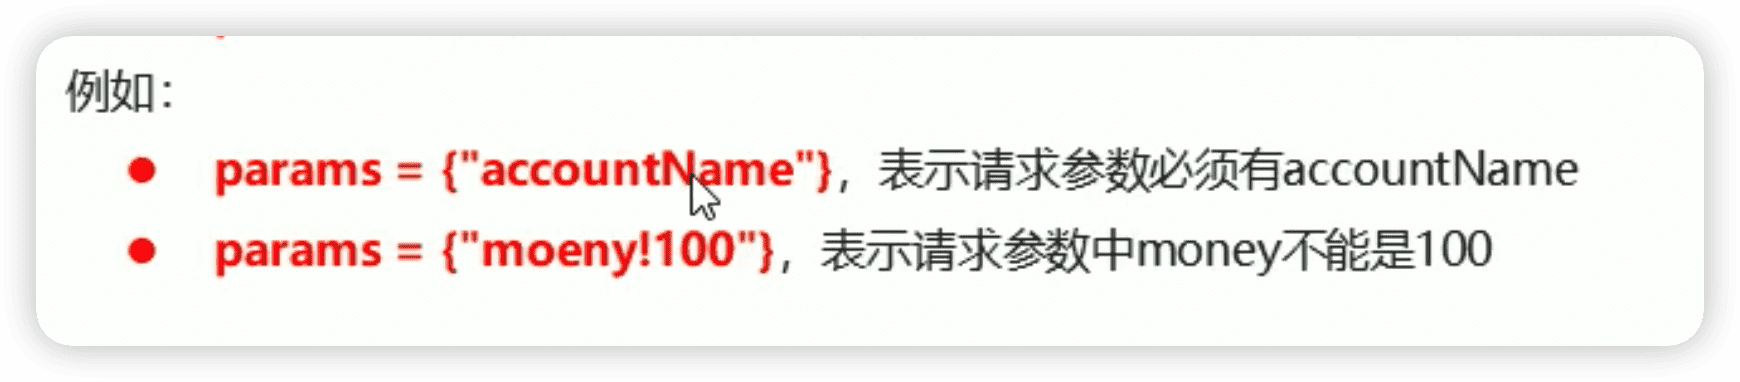 例如：
params = {"accountName"}，表示请求参数必须有accountName
params = {"moeny!100"}，表示请求参数中money不能是100